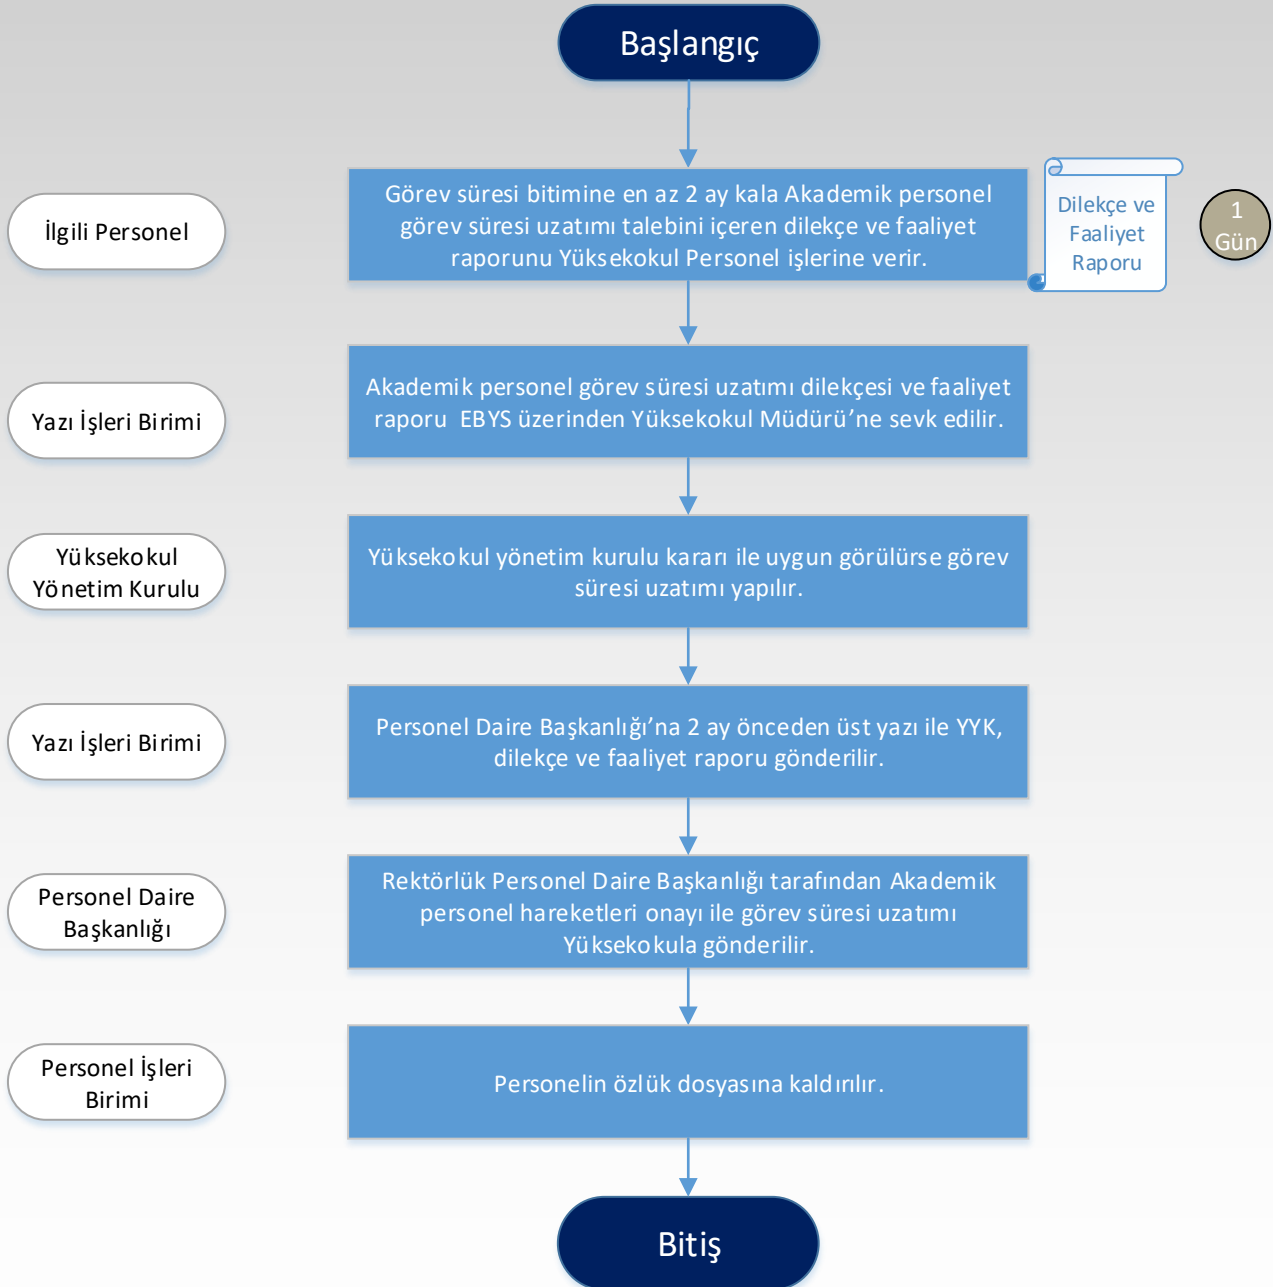 Başlangıç
İlgili Personel
Görev süresi bitimine en az 2 ay kala Akademik personel
görev süresi uzatımı talebini içeren dilekçe ve faaliyet
raporunu Yüksekokul Personel işlerine verir.
Dilekçe ve
Faaliyet
Raporu
1
Gün
Yazı İşleri Birimi
Akademik personel görev süresi uzatımı dilekçesi ve faaliyet
raporu EBYS üzerinden Yüksekokul Müdürü’ne sevk edilir.
Yüksekokul
Yönetim Kurulu
Yüksekokul yönetim kurulu kararı ile uygun görülürse görev
süresi uzatımı yapılır.
Yazı İşleri Birimi
Personel Daire Başkanlığı’na 2 ay önceden üst yazı ile YYK,
dilekçe ve faaliyet raporu gönderilir.
Personel Daire
Başkanlığı
Rektörlük Personel Daire Başkanlığı tarafından Akademik
personel hareketleri onayı ile görev süresi uzatımı
Yüksekokula gönderilir.
Personel İşleri
Birimi
Personelin özlük dosyasına kaldırılır.
Bitiş